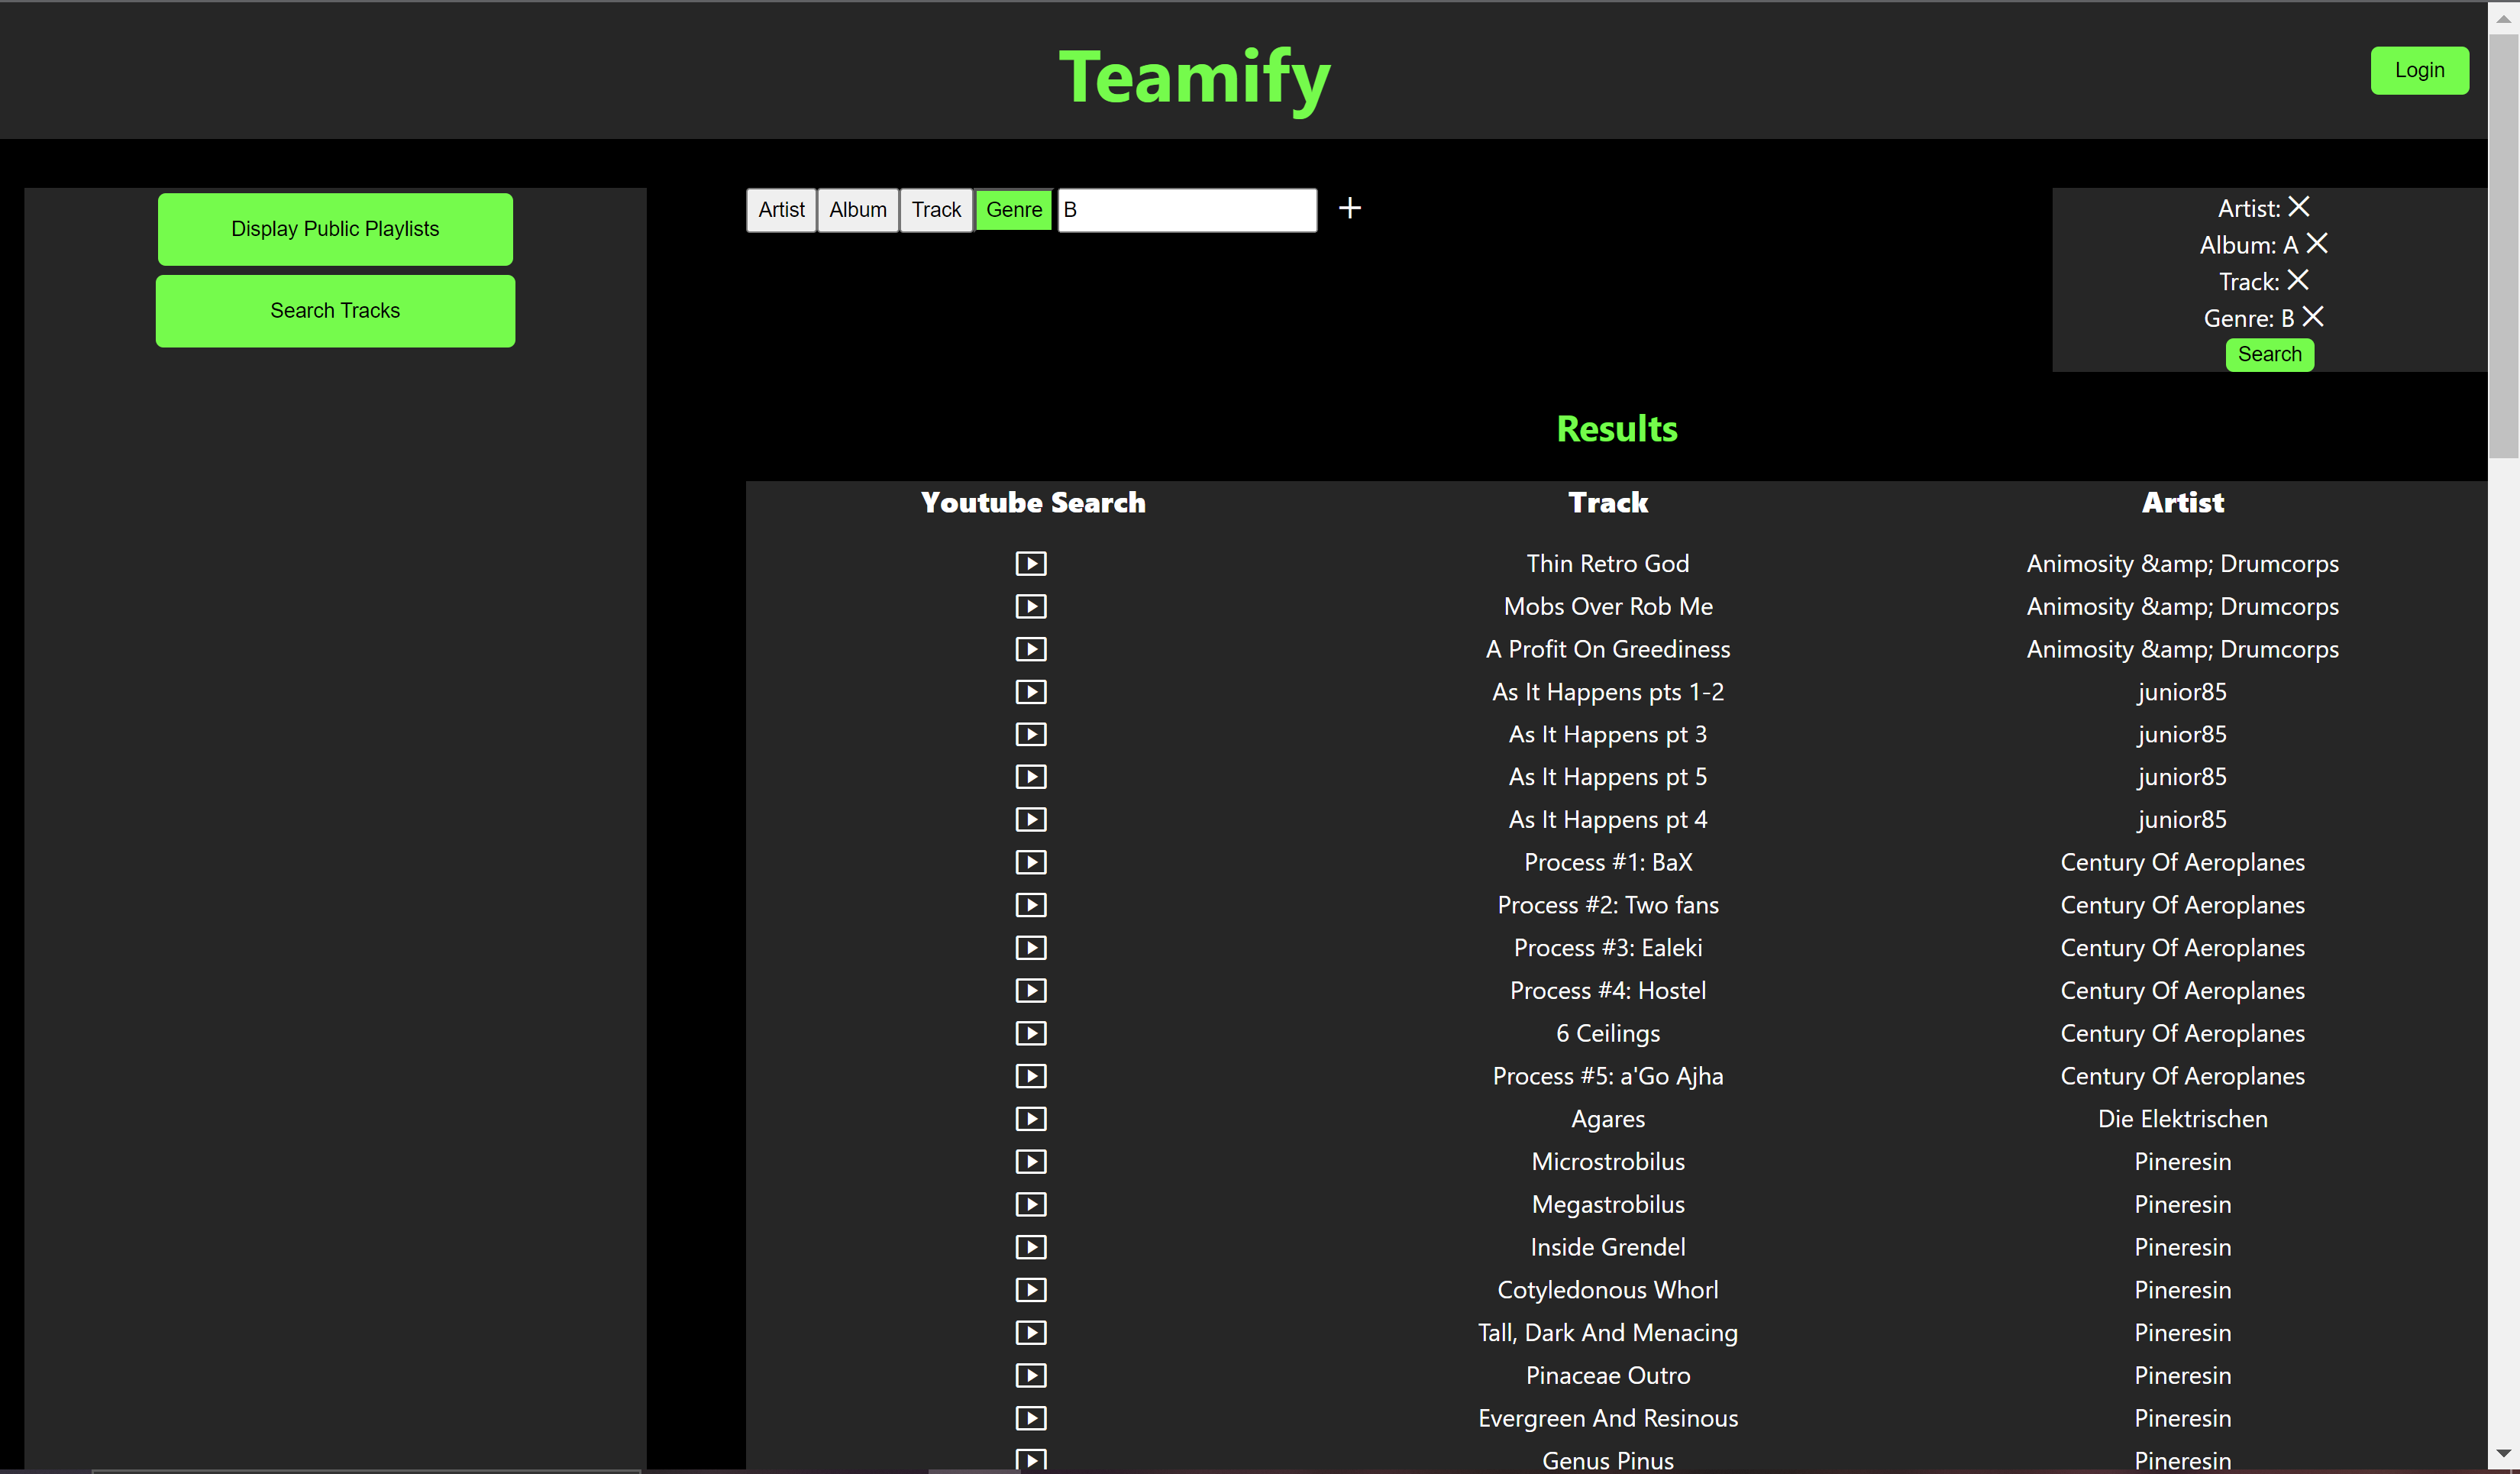 Teamify
Login
Display Public Playlists
Search Tracks
Artist Album Track Genre B +
Artist:
Album: A
Track:
Genre: B
Search
Results
Youtube Search Track Artist
Thin Retro God Animosity &amp; Drumcorps
Mobs Over Rob Me Animosity &amp; Drumcorps
A Profit On Greediness Animosity &amp; Drumcorps
As It Happens pts 1-2 junior85
As It Happens pt 3 junior85
As It Happens pt 5 junior85
As It Happens pt 4 junior85
Process #1: BaX Century Of Aeroplanes
Process #2: Two fans Century Of Aeroplanes
Process #3: Ealeki Century Of Aeroplanes
Process #4: Hostel Century Of Aeroplanes
6 Ceilings Century Of Aeroplanes
Process #5: a'Go Ajha Century Of Aeroplanes
Agares Die Elektrischen
Microstrobilus Pineresin
Megastrobilus Pineresin
Inside Grendel Pineresin
Cotyledonous Whorl Pineresin
Tall, Dark And Menacing Pineresin
Pinaceae Outro Pineresin
Evergreen And Resinous Pineresin
Genus Pinus Pineresin